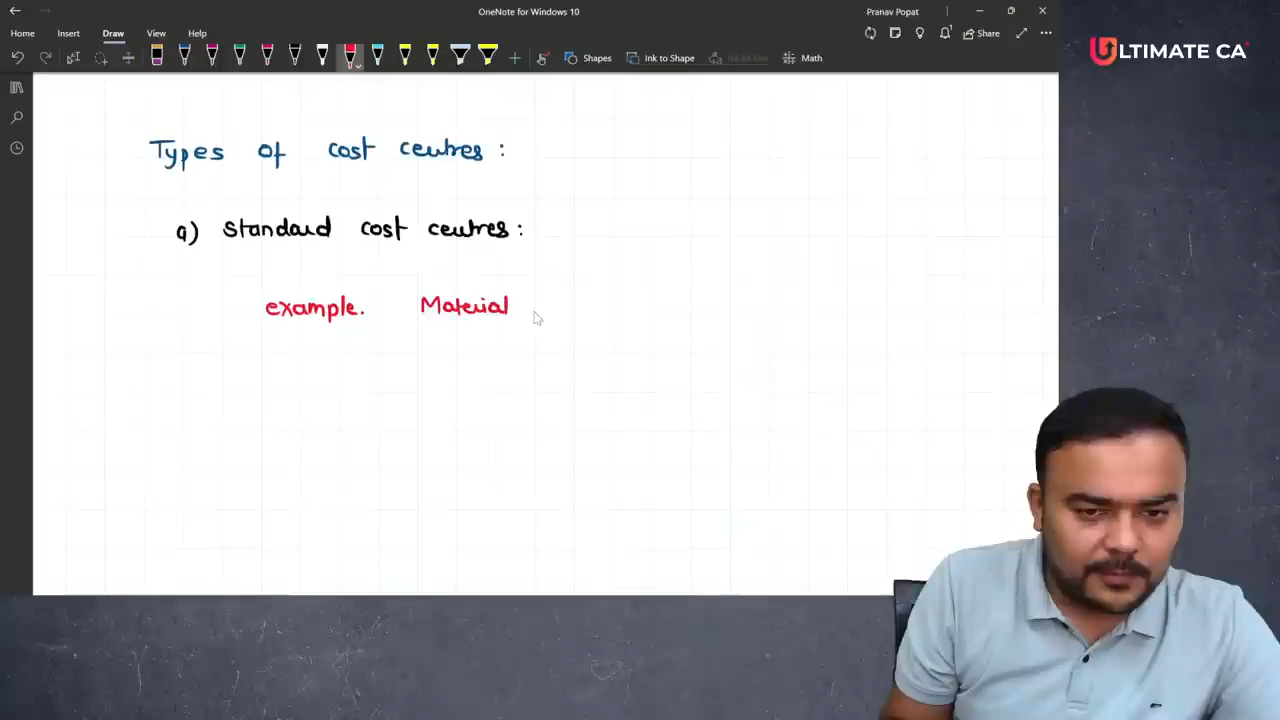 OneNote for Windows 10
Pranav Popat
Home Insert Draw View Help
Share
Shapes Ink to Shape Math
ULTIMATE CA
Types of cost centres :
a) standard cost centres :
example. Material